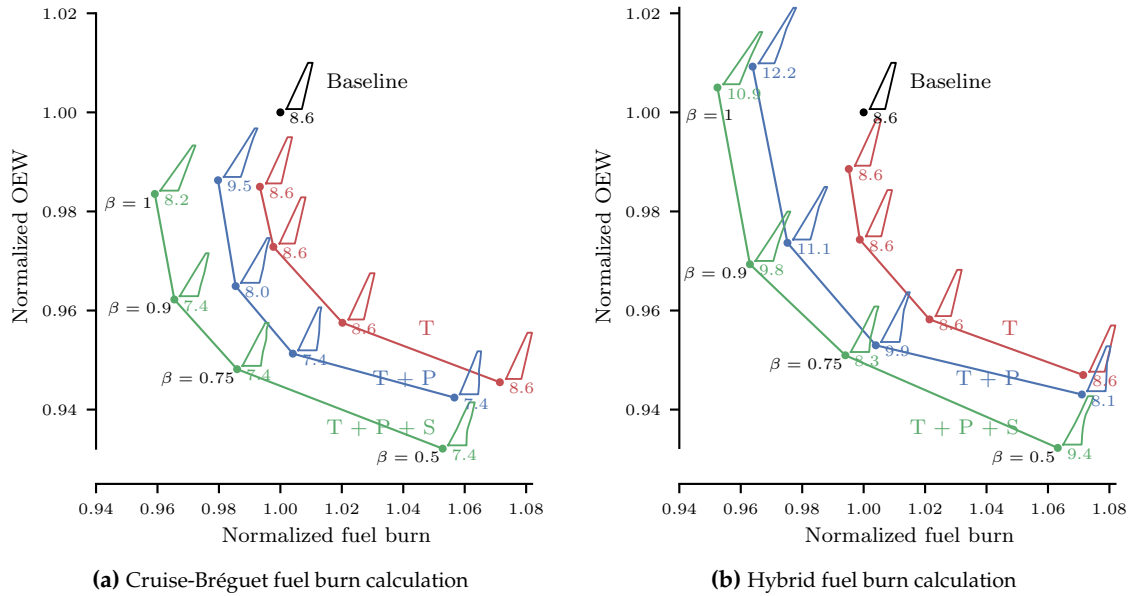 1.02
1.00
0.98
0.96
0.94
Normalized OEW
Baseline
8.6
β = 1
8.2
9.5
8.6
β = 0.9
7.4
8.0
8.6
β = 0.75
7.4
7.4
8.6
T
T + P
T + P + S
β = 0.5
7.4
7.4
8.6
0.94 0.96 0.98 1.00 1.02 1.04 1.06 1.08
Normalized fuel burn
(a) Cruise-Bréguet fuel burn calculation
1.02
1.00
0.98
0.96
0.94
Normalized OEW
Baseline
8.6
β = 1
10.9
12.2
8.6
β = 0.9
9.8
11.1
8.6
β = 0.75
8.3
9.9
8.6
T
T + P
T + P + S
β = 0.5
9.4
8.1
8.6
0.94 0.96 0.98 1.00 1.02 1.04 1.06 1.08
Normalized fuel burn
(b) Hybrid fuel burn calculation